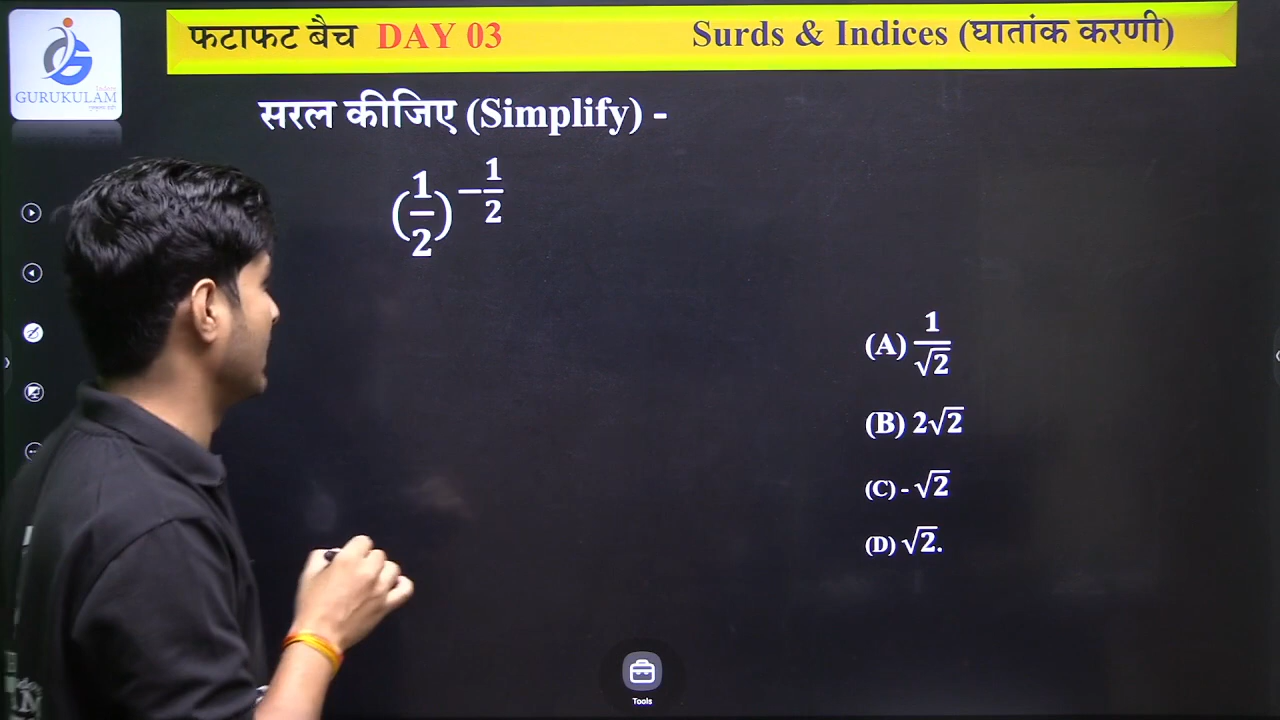 फटाफट बैच DAY 03
Surds & Indices (घातांक करणी)
GURUKULAM
सरल कीजिए (Simplify) -
(1/2)^-1/2
(A) 1/√2
(B) 2√2
(C) - √2
(D) √2.
Tools